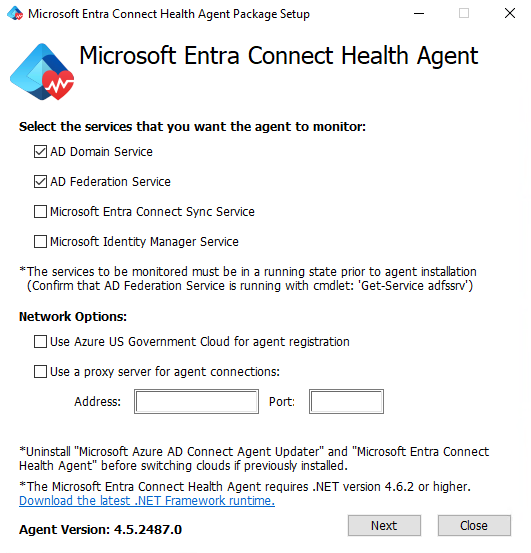 Microsoft Entra Connect Health Agent Package Setup
Microsoft Entra Connect Health Agent
Select the services that you want the agent to monitor:
AD Domain Service
AD Federation Service
Microsoft Entra Connect Sync Service
Microsoft Identity Manager Service
*The services to be monitored must be in a running state prior to agent installation
(Confirm that AD Federation Service is running with cmdlet: 'Get-Service adfssrv')
Network Options:
Use Azure US Government Cloud for agent registration
Use a proxy server for agent connections:
Address: Port:
*Uninstall "Microsoft Azure AD Connect Agent Updater" and "Microsoft Entra Connect
Health Agent" before switching clouds if previously installed.
*The Microsoft Entra Connect Health Agent requires .NET version 4.6.2 or higher.
Download the latest .NET Framework runtime.
Agent Version: 4.5.2487.0 Next Close